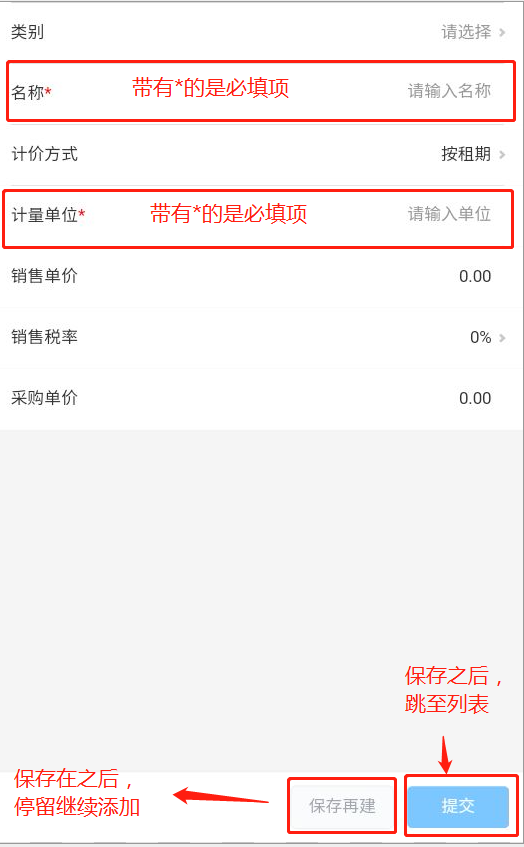 类别 请选择
名称* 带有*的是必填项 请输入名称
计价方式 按租期
计量单位* 带有*的是必填项 请输入单位
销售单价 0.00
销售税率 0%
采购单价 0.00
保存之后，
跳至列表
保存在之后，
停留继续添加
保存再建 提交